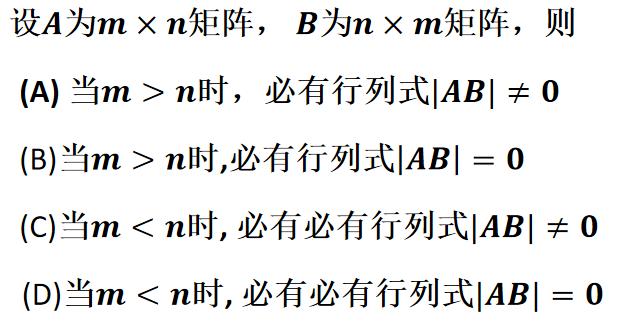 设A为m × n矩阵， B为n × m矩阵，则
(A) 当m > n时，必有行列式|AB| ≠ 0
(B)当m > n时,必有行列式|AB| = 0
(C)当m < n时, 必有必有行列式|AB| ≠ 0
(D)当m < n时, 必有必有行列式|AB| = 0